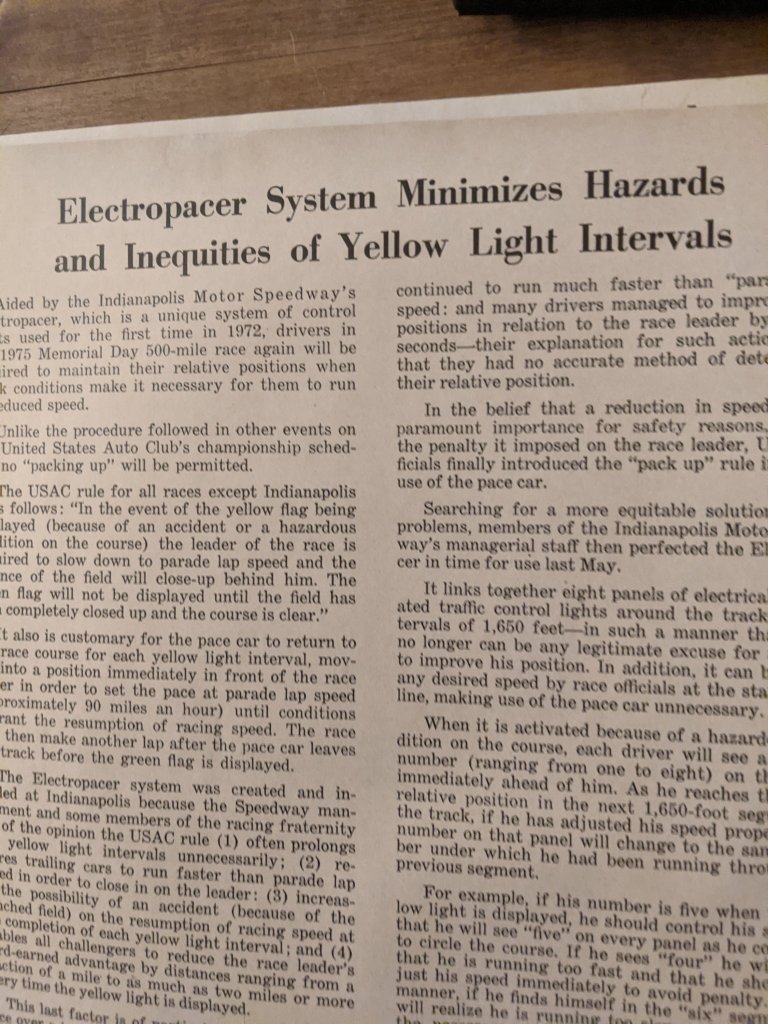 Electropacer System Minimizes Hazards
and Inequities of Yellow Light Intervals
Aided by the Indianapolis Motor Speedway's
tropacer, which is a unique system of control
ts used for the first time in 1972, drivers in
1975 Memorial Day 500-mile race again will be
ired to maintain their relative positions when
k conditions make it necessary for them to run
educed speed.
Unlike the procedure followed in other events on
United States Auto Club's championship sched-
no "packing up" will be permitted.
The USAC rule for all races except Indianapolis
s follows: "In the event of the yellow flag being
layed (because of an accident or a hazardous
lition on the course) the leader of the race is
ired to slow down to parade lap speed and the
nce of the field will close-up behind him. The
n flag will not be displayed until the field has
completely closed up and the course is clear."
It also is customary for the pace car to return to
race course for each yellow light interval, mov-
into a position immediately in front of the race
er in order to set the pace at parade lap speed
proximately 90 miles an hour) until conditions
rant the resumption of racing speed. The race
then make another lap after the pace car leaves
track before the green flag is displayed.
The Electropacer system was created and in-
led at Indianapolis because the Speedway man-
ment and some members of the racing fraternity
of the opinion the USAC rule (1) often prolongs
yellow light intervals unnecessarily; (2) re-
res trailing cars to run faster than parade lap
ed in order to close in on the leader: (3) increas-
the possibility of an accident (because of the
ched field) on the resumption of racing speed at
completion of each yellow light interval; and (4)
bles all challengers to reduce the race leader's
rd-earned advantage by distances ranging from a
ction of a mile to as much as two miles or more
ery time the yellow light is displayed.
This last factor is of
continued to run much faster than "para
speed: and many drivers managed to impro
positions in relation to the race leader by
seconds—their explanation for such actio
that they had no accurate method of dete
their relative position.
In the belief that a reduction in speed
paramount importance for safety reasons,
the penalty it imposed on the race leader, U
ficials finally introduced the "pack up" rule i
use of the pace car.
Searching for a more equitable solution
problems, members of the Indianapolis Moto
way's managerial staff then perfected the El
cer in time for use last May.
It links together eight panels of electrica
ated traffic control lights around the track
tervals of 1,650 feet—in such a manner tha
no longer can be any legitimate excuse for
to improve his position. In addition, it can b
any desired speed by race officials at the sta
line, making use of the pace car unnecessary.
When it is activated because of a hazard
dition on the course, each driver will see a
number (ranging from one to eight) on th
immediately ahead of him. As he reaches t
relative position in the next 1,650-foot seg
the track, if he has adjusted his speed prope
number on that panel will change to the sam
ber under which he had been running thro
previous segment.
For example, if his number is five when
low light is displayed, he should control his s
that he will see "five" on every panel as he co
to circle the course. If he sees "four" he wi
that he is running too fast and that he sho
just his speed immediately to avoid penalty.
manner, if he finds himself in the "six" segm
will realize he is running too